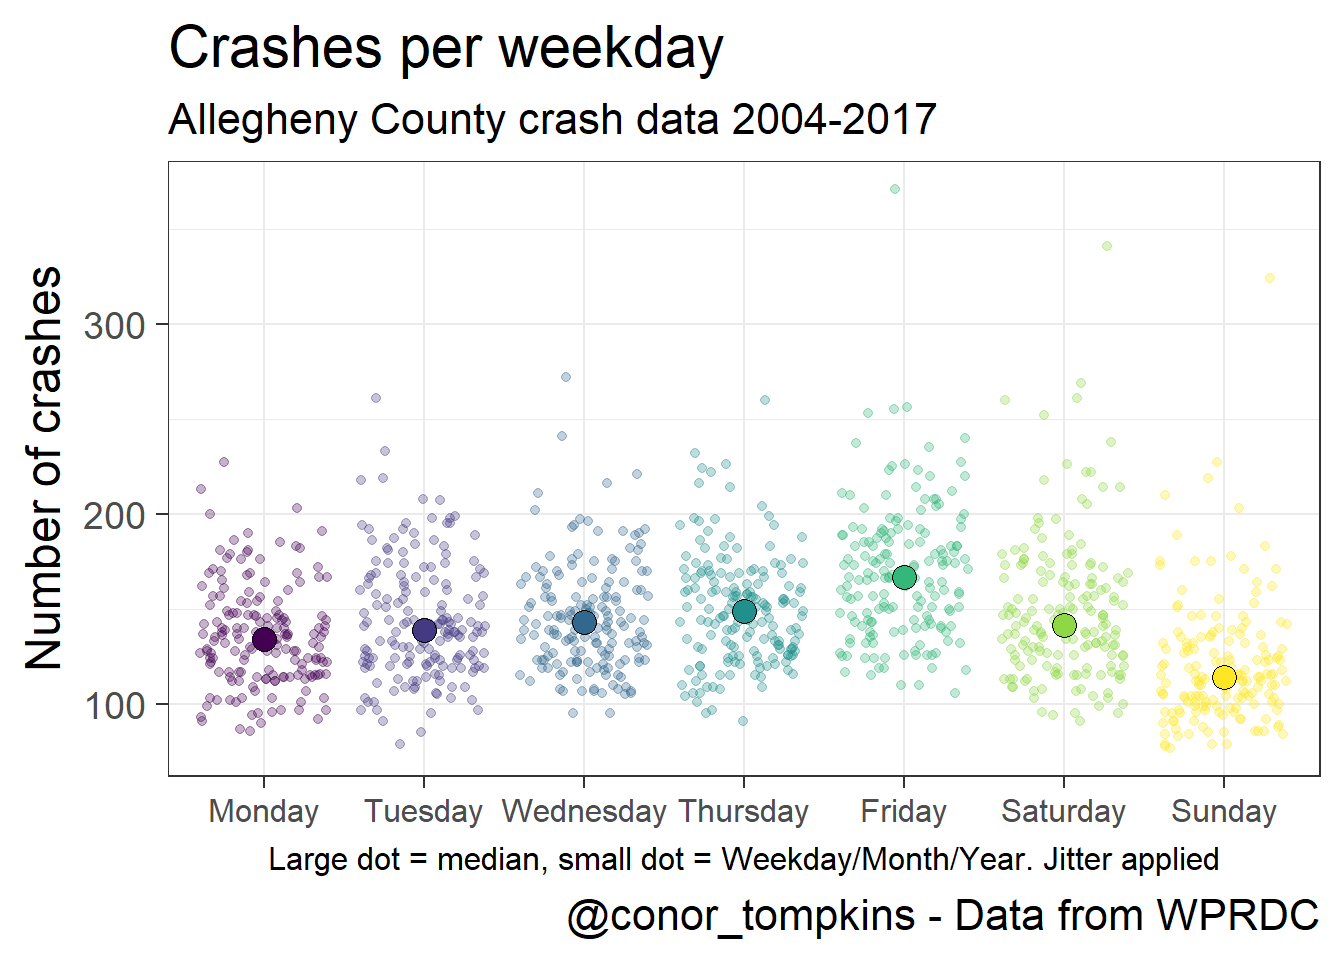 Crashes per weekday
Allegheny County crash data 2004-2017
Number of crashes
300
200
100
Monday Tuesday Wednesday Thursday Friday Saturday Sunday
Large dot = median, small dot = Weekday/Month/Year. Jitter applied
@conor_tompkins - Data from WPRDC